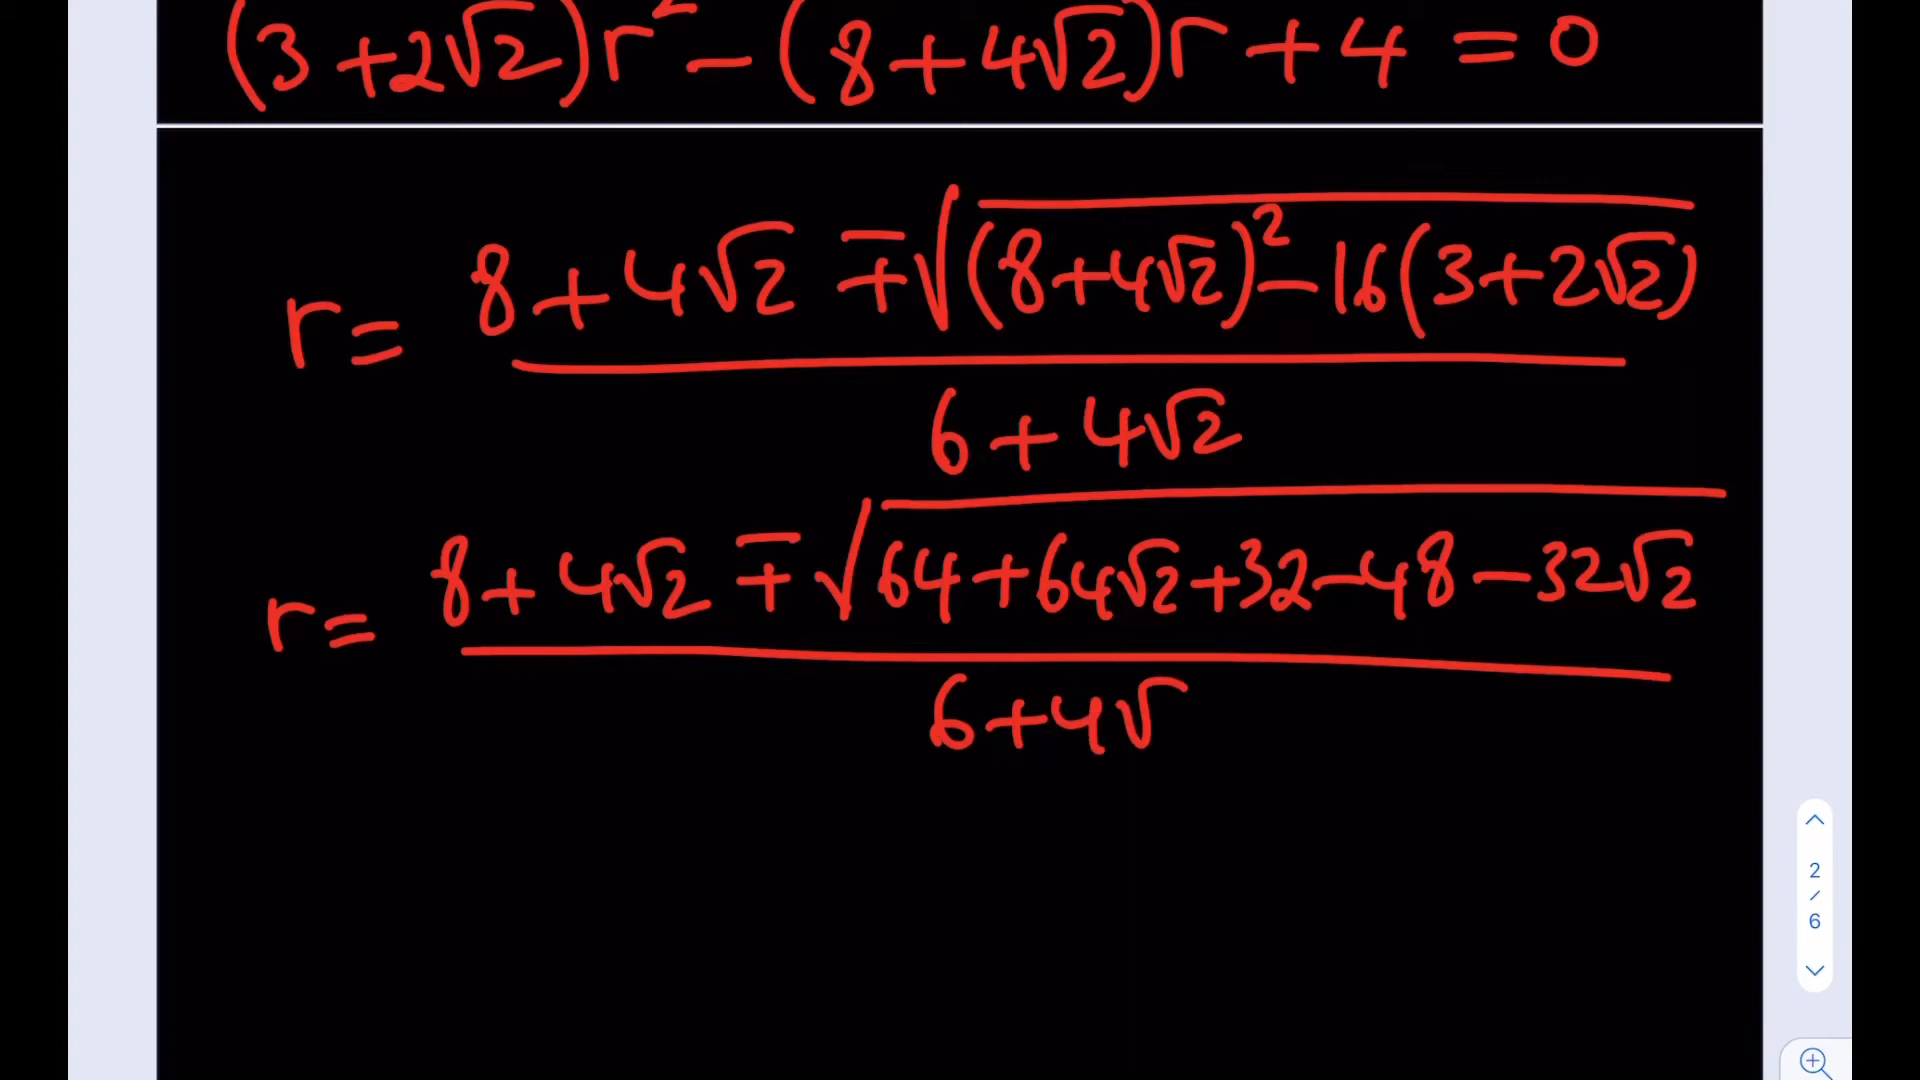 (3+2√2)r²-(8+4√2)r+4=0
r= 8+4√2 ∓√(8+4√2)²-16(3+2√2)
6+4√2
r= 8+4√2 ∓√64+64√2+32-48-32√2
6+4√
2
/
6